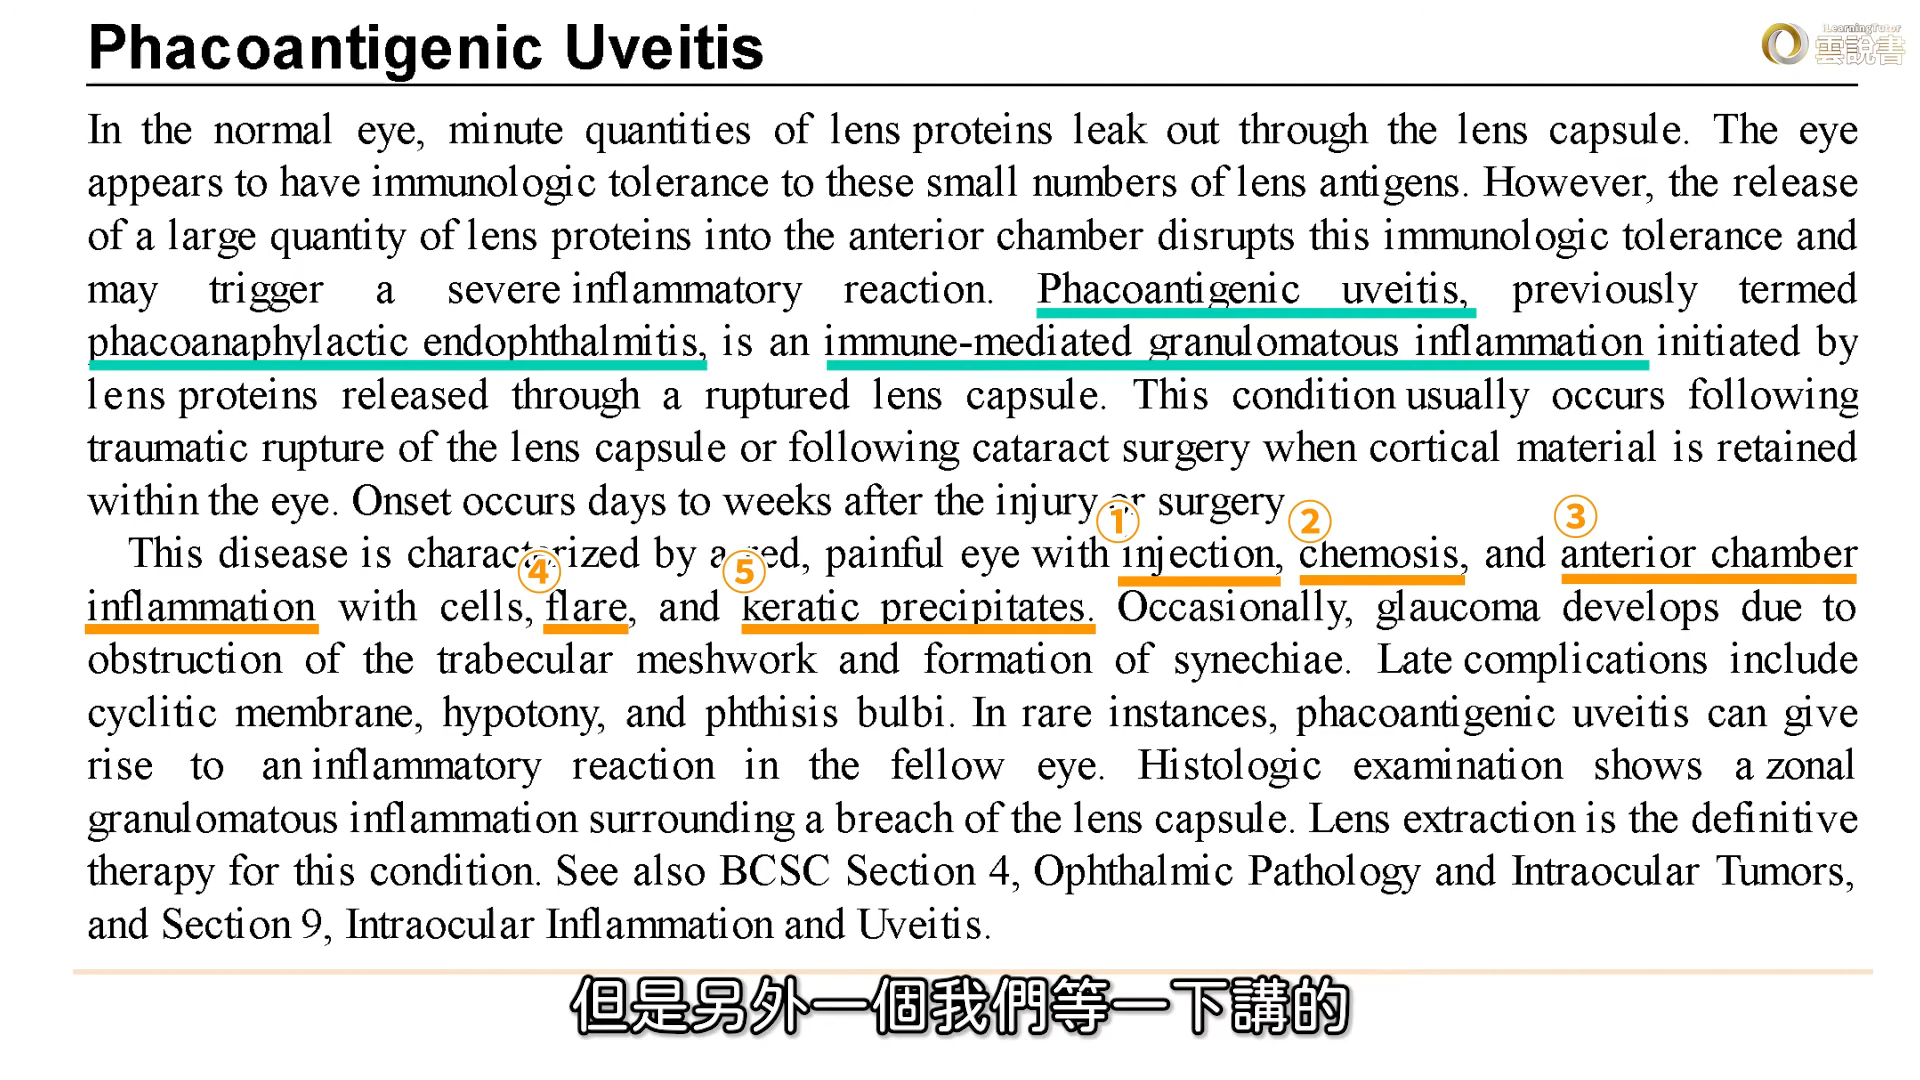 Phacoantigenic Uveitis
iLearningTutor
雲說書
In the normal eye, minute quantities of lens proteins leak out through the lens capsule. The eye
appears to have immunologic tolerance to these small numbers of lens antigens. However, the release
of a large quantity of lens proteins into the anterior chamber disrupts this immunologic tolerance and
may trigger a severe inflammatory reaction. Phacoantigenic uveitis, previously termed
phacoanaphylactic endophthalmitis, is an immune-mediated granulomatous inflammation initiated by
lens proteins released through a ruptured lens capsule. This condition usually occurs following
traumatic rupture of the lens capsule or following cataract surgery when cortical material is retained
within the eye. Onset occurs days to weeks after the injury or surgery
① ② ③
This disease is characterized by a red, painful eye with injection, chemosis, and anterior chamber
④ ⑤
inflammation with cells, flare, and keratic precipitates. Occasionally, glaucoma develops due to
obstruction of the trabecular meshwork and formation of synechiae. Late complications include
cyclitic membrane, hypotony, and phthisis bulbi. In rare instances, phacoantigenic uveitis can give
rise to an inflammatory reaction in the fellow eye. Histologic examination shows a zonal
granulomatous inflammation surrounding a breach of the lens capsule. Lens extraction is the definitive
therapy for this condition. See also BCSC Section 4, Ophthalmic Pathology and Intraocular Tumors,
and Section 9, Intraocular Inflammation and Uveitis.
但是另外一個我們等一下講的